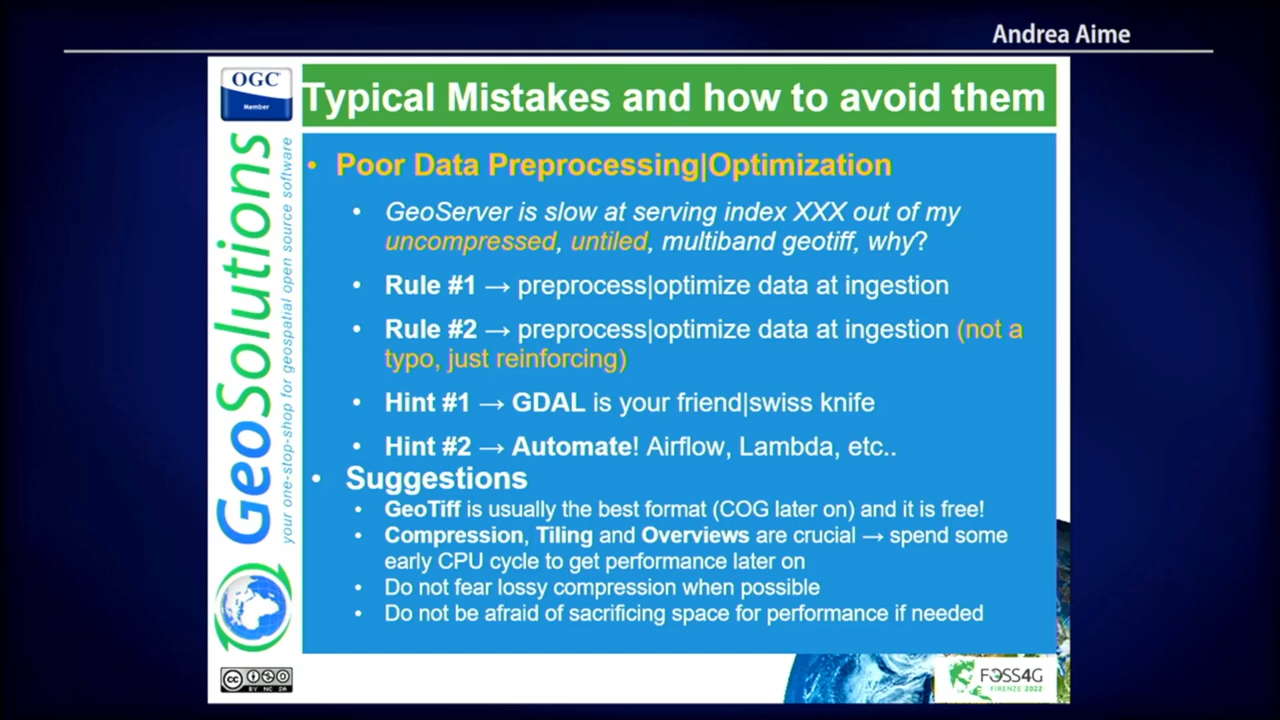 Andrea Aime
OGC
Member
Typical Mistakes and how to avoid them
GeoSolutions
your one-stop-shop for geospatial open source software
• Poor Data Preprocessing|Optimization
• GeoServer is slow at serving index XXX out of my
uncompressed, untiled, multiband geotiff, why?
• Rule #1 → preprocess|optimize data at ingestion
• Rule #2 → preprocess|optimize data at ingestion (not a
typo, just reinforcing)
• Hint #1 → GDAL is your friend|swiss knife
• Hint #2 → Automate! Airflow, Lambda, etc..
• Suggestions
• GeoTiff is usually the best format (COG later on) and it is free!
• Compression, Tiling and Overviews are crucial → spend some
early CPU cycle to get performance later on
• Do not fear lossy compression when possible
• Do not be afraid of sacrificing space for performance if needed
cc
BY NC SA
FOSS4G
FIRENZE 2022